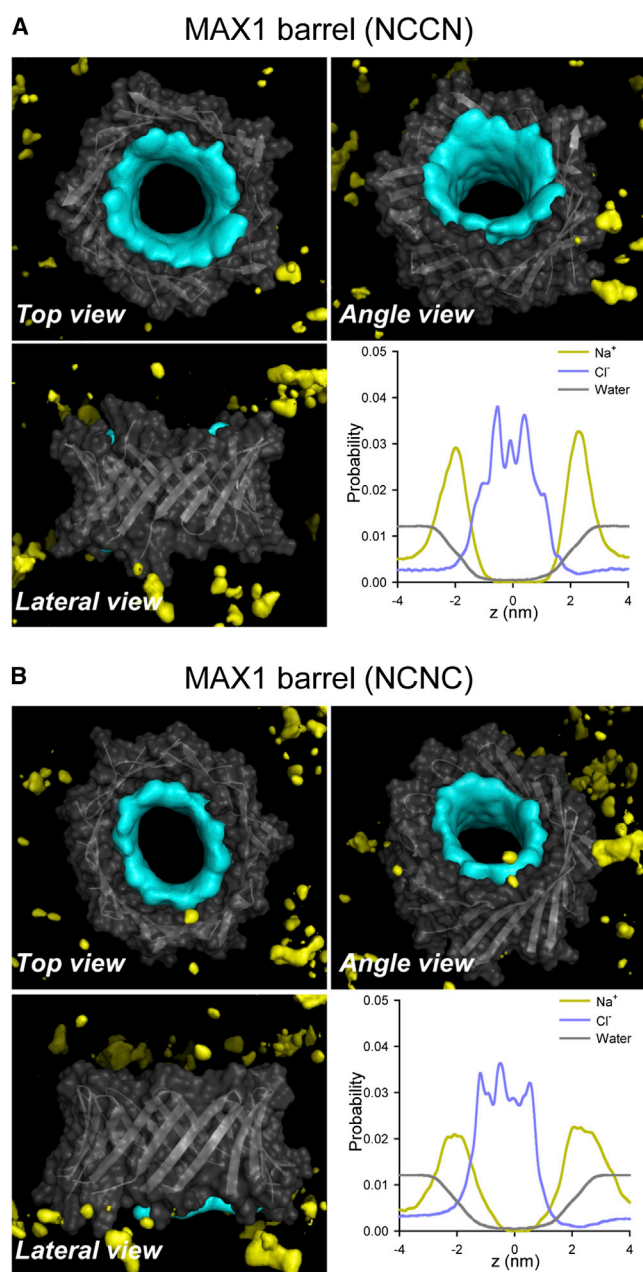 A
MAX1 barrel (NCCN)
Top view
Angle view
Lateral view
0.05
0.04
0.03
0.02
0.01
0.00
Probability
Na+
Cl-
Water
-4 -2 0 2 4
z (nm)
B
MAX1 barrel (NCNC)
Top view
Angle view
Lateral view
0.05
0.04
0.03
0.02
0.01
0.00
Probability
Na+
Cl-
Water
-4 -2 0 2 4
z (nm)